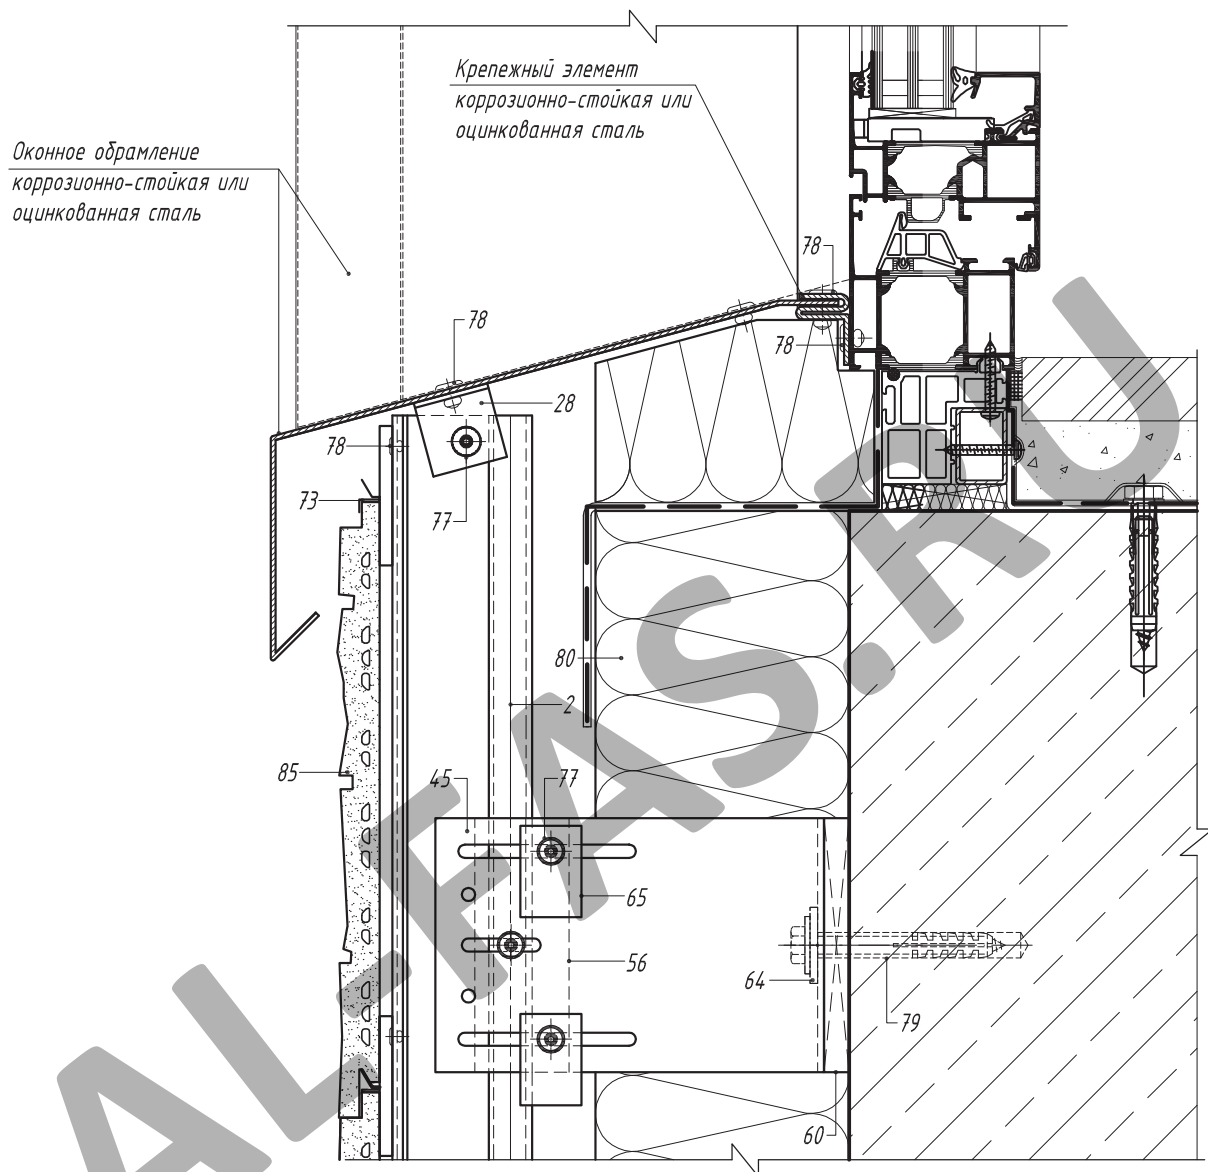 Крепежный элемент
коррозионно-стойкая или
оцинкованная сталь
Оконное обрамление
коррозионно-стойкая или
оцинкованная сталь
78
78
78
28
78
73
77
80
2
85
45
77
65
56
64
79
60
AL-FAS.RU